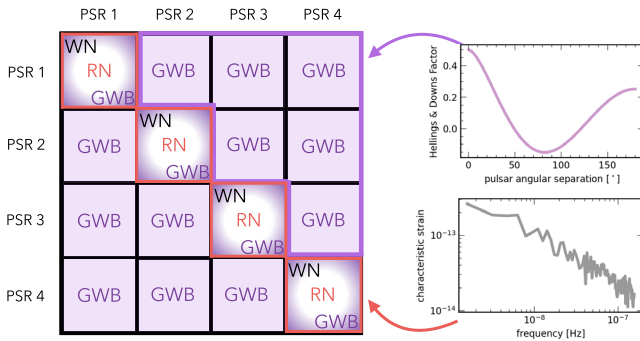 PSR 1 PSR 2 PSR 3 PSR 4
PSR 1
WN
RN
GWB
GWB GWB GWB
PSR 2
GWB
WN
RN
GWB
GWB GWB
PSR 3
GWB GWB
WN
RN
GWB
GWB
PSR 4
GWB GWB GWB
WN
RN
GWB
Hellings & Downs Factor
0.4
0.2
0.0
0 50 100 150
pulsar angular separation [°]
characteristic strain
10⁻¹³
10⁻¹⁴
10⁻⁸ 10⁻⁷
frequency [Hz]